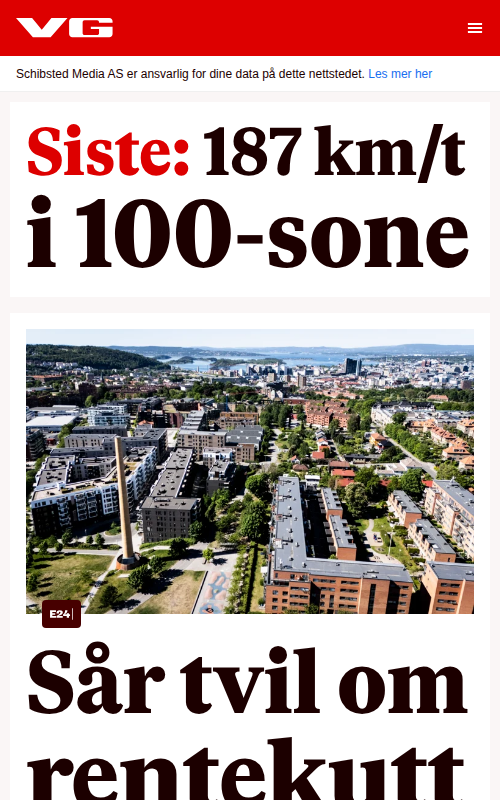 VG
Schibsted Media AS er ansvarlig for dine data på dette nettstedet. Les mer her
Siste: 187 km/t
i 100-sone
E24
Sår tvil om
rentekutt